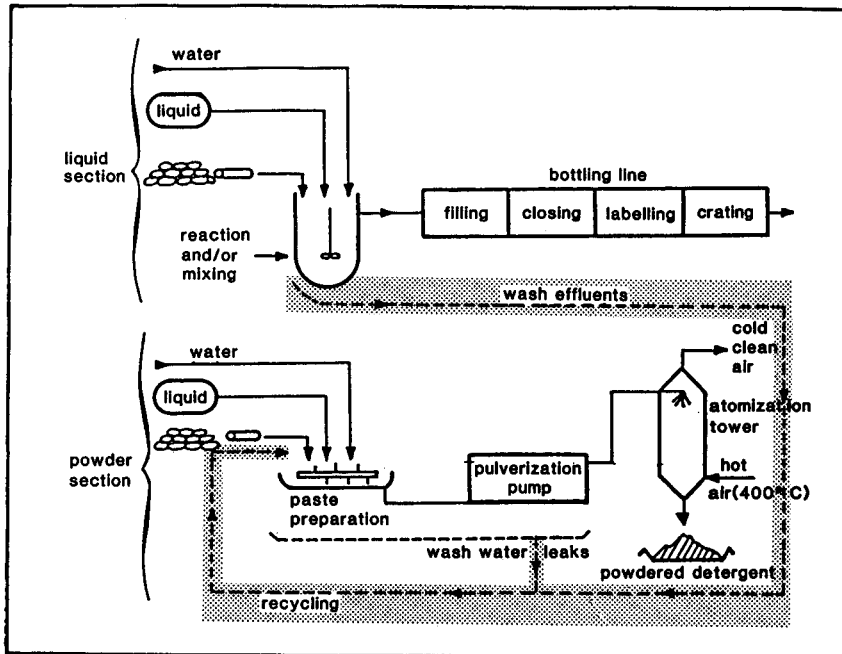 water
liquid
liquid
section
reaction
and/or
mixing
bottling line
filling
closing
labelling
crating
wash effluents
water
liquid
powder
section
paste
preparation
pulverization
pump
cold
clean
air
atomization
tower
hot
air(400°C)
wash water leaks
powdered detergent
recycling